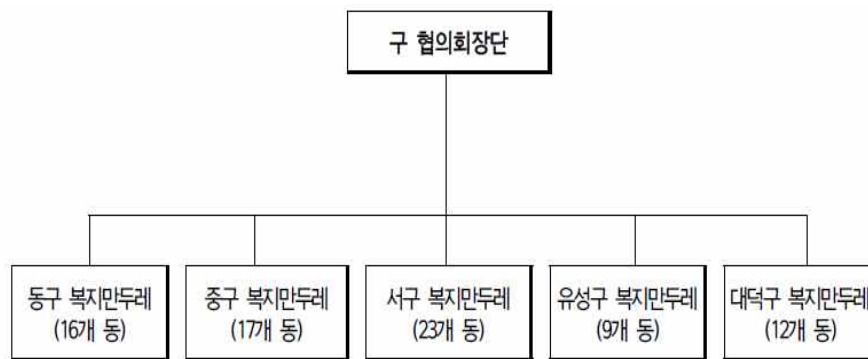 구 협의회장단
동구 복지만두레
(16개 동)
중구 복지만두레
(17개 동)
서구 복지만두레
(23개 동)
유성구 복지만두레
(9개 동)
대덕구 복지만두레
(12개 동)